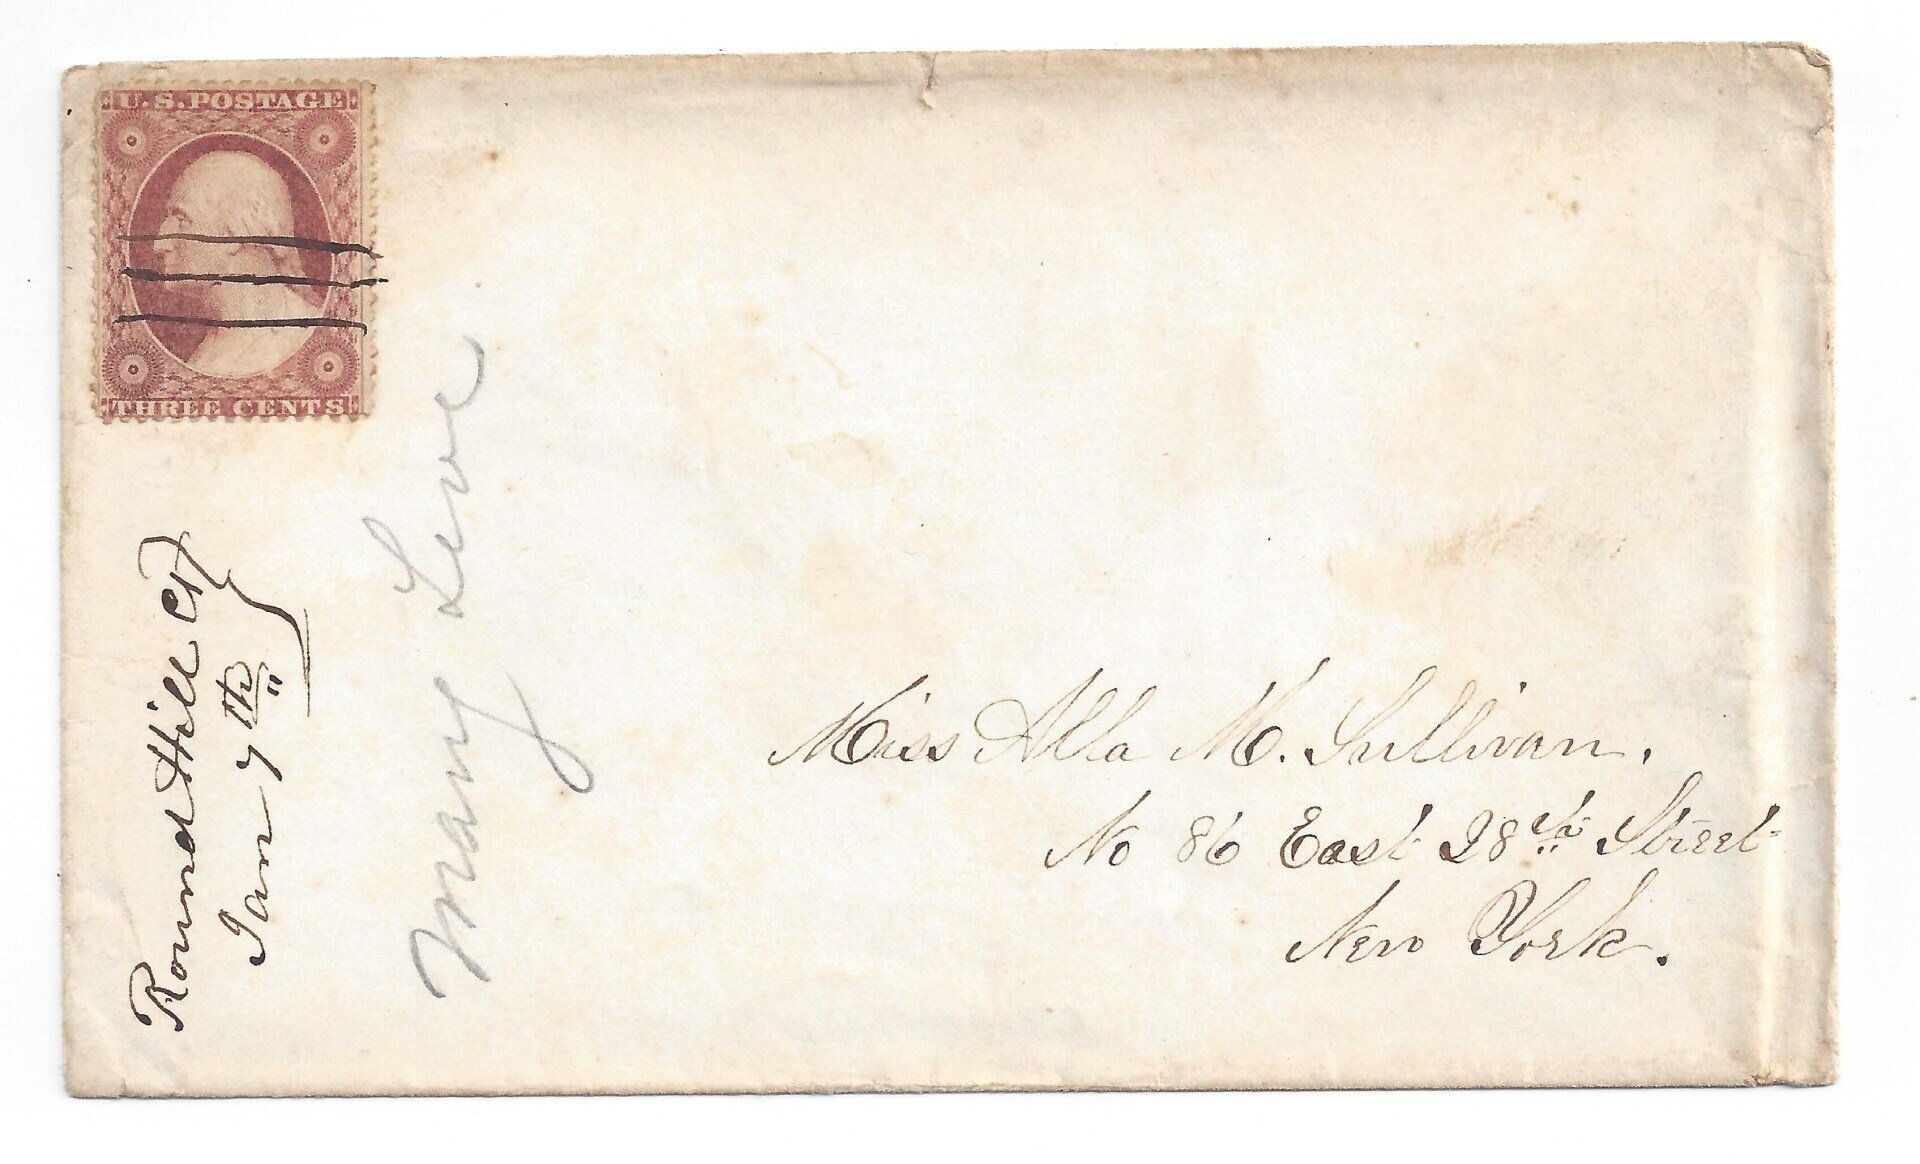 U.S. POSTAGE
THREE CENTS
Round Hill Ct
Jan 7th
Mary
Miss Alla M. Sullivan.
No 86 East 28th Street
New York.